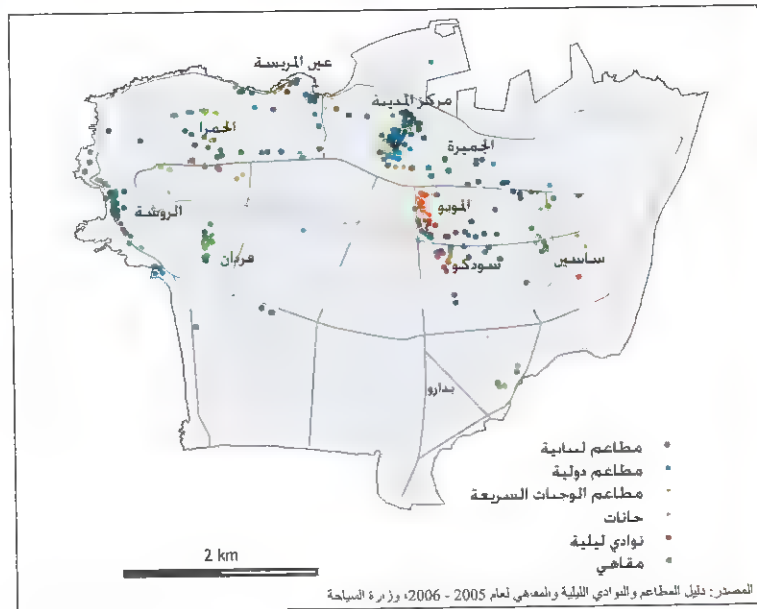 عين المريسة
مركز المدينة
الحمرا
الجميزة
المونو
الروشة
فردان
سوديكو
ساسين
بدارو
مطاعم لبنانية
مطاعم دولية
مطاعم الوجبات السريعة
حانات
نوادي ليلية
مقاهي
2 km
المصدر: دليل المطاعم والنوادي الليلية والمقاهي لعام 2005 - 2006، وزارة السياحة